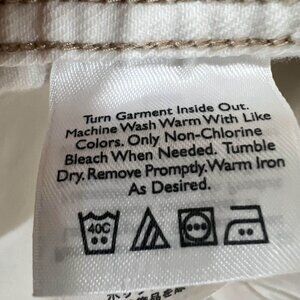 Turn Garment Inside Out.
Machine Wash Warm With Like
Colors. Only Non-Chlorine
Bleach When Needed. Tumble
Dry. Remove Promptly. Warm Iron
As Desired.
40C